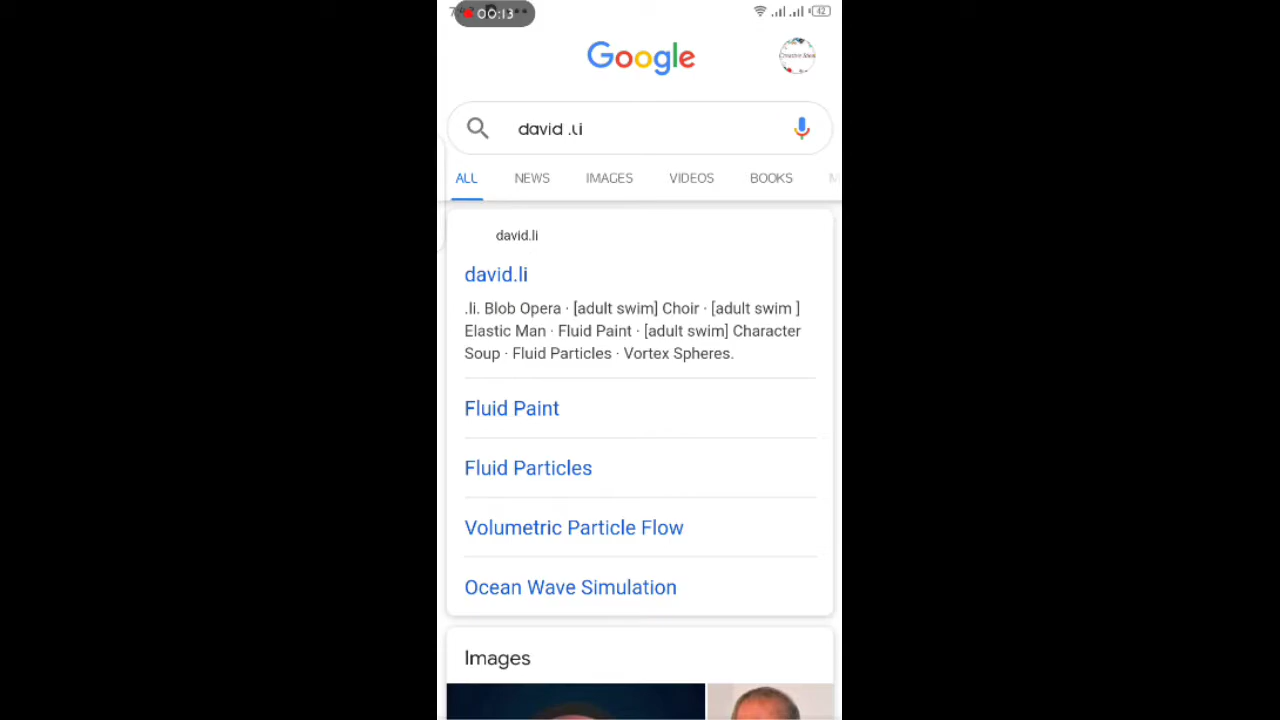 00:13
42
Google
david .li
ALL NEWS IMAGES VIDEOS BOOKS
david.li
david.li
.li. Blob Opera · [adult swim] Choir · [adult swim ]
Elastic Man · Fluid Paint · [adult swim] Character
Soup · Fluid Particles · Vortex Spheres.
Fluid Paint
Fluid Particles
Volumetric Particle Flow
Ocean Wave Simulation
Images